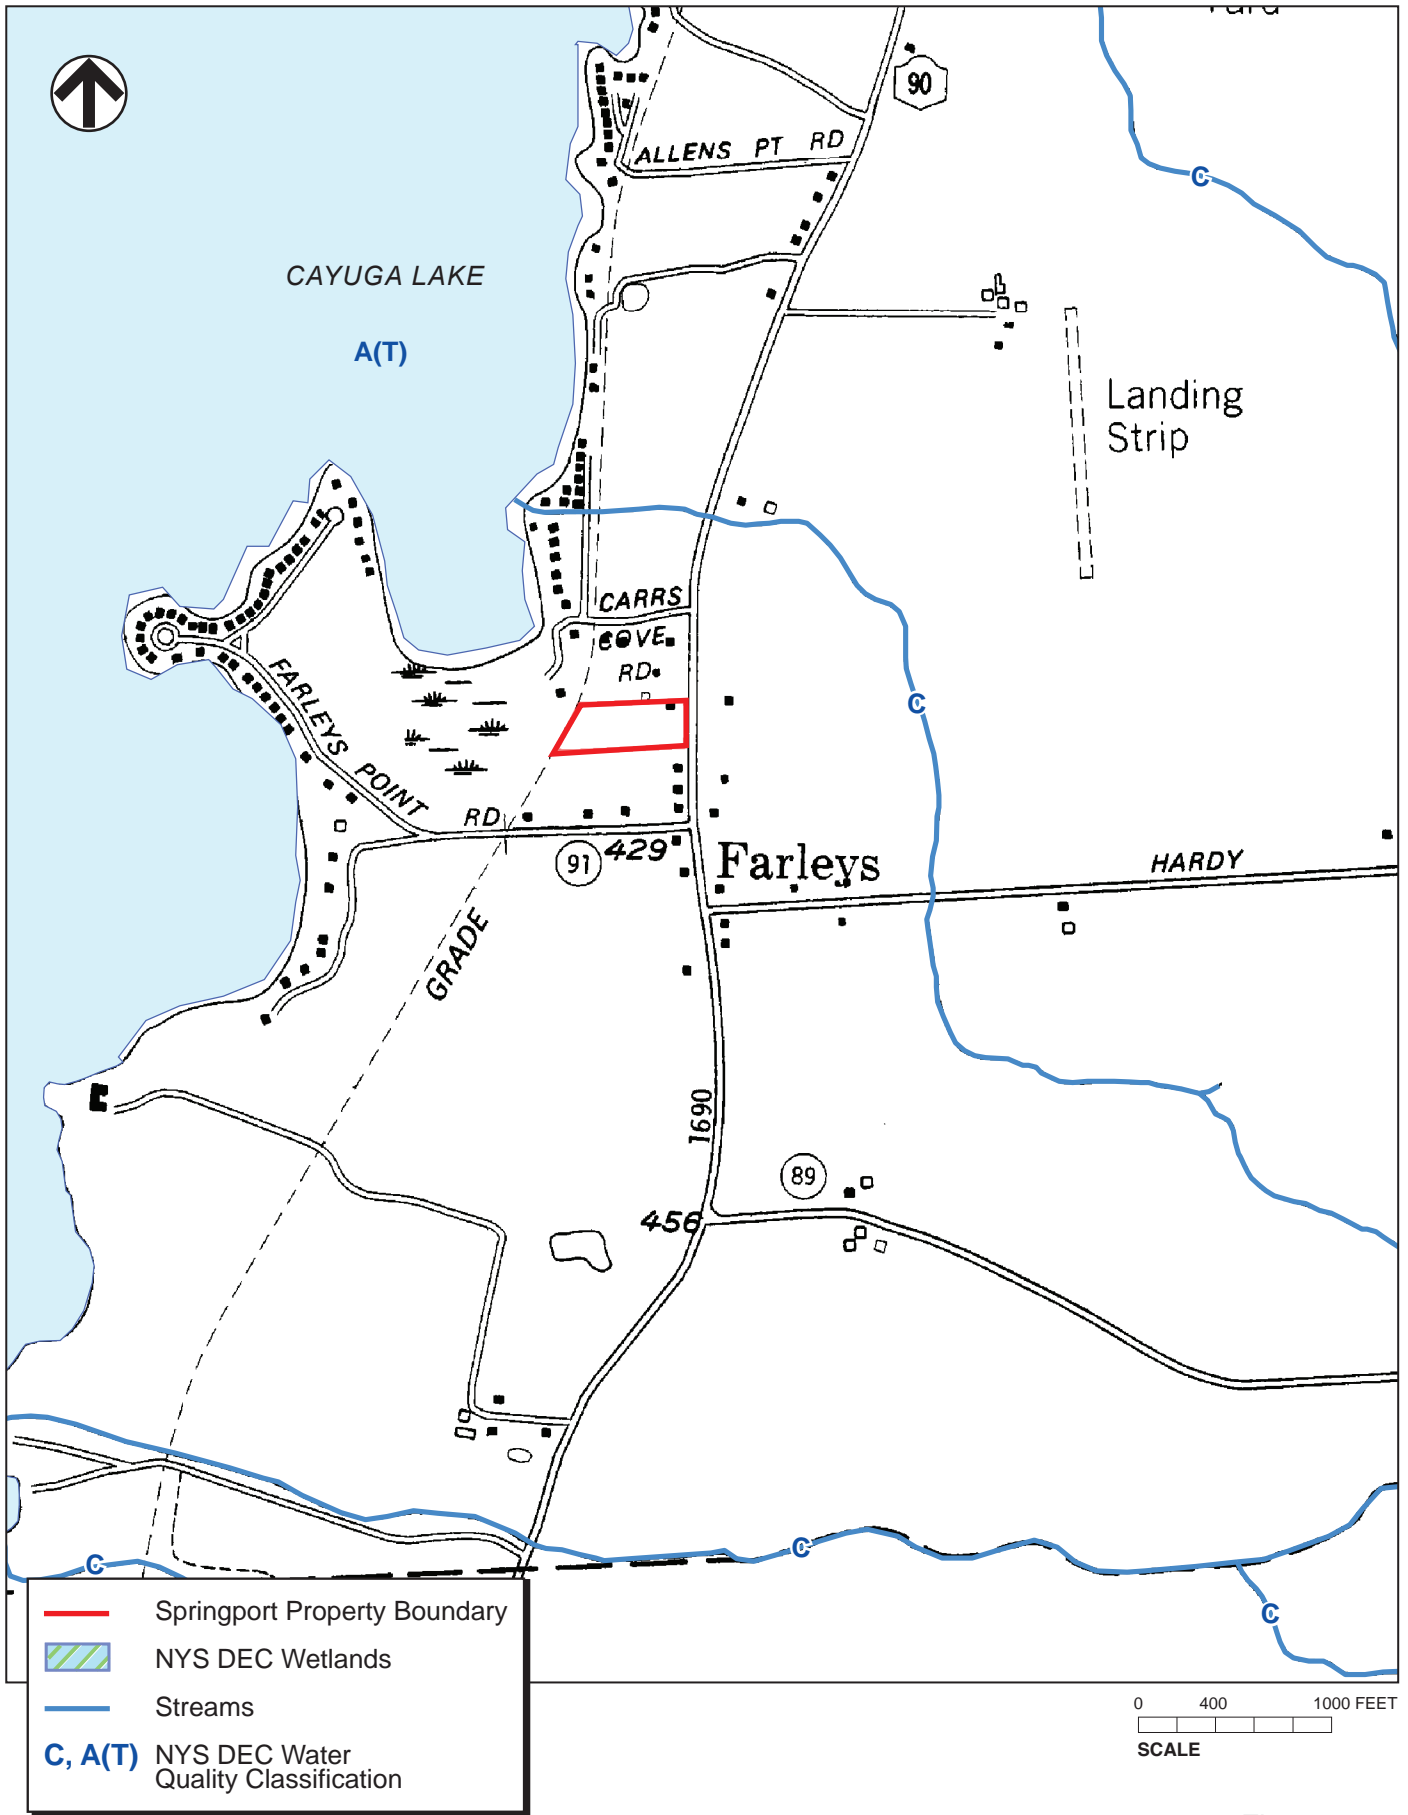 90
ALLENS PT RD
C
CAYUGA LAKE
A(T)
Landing
Strip
CARRS
COVE
RD
C
FARLEYS POINT
RD
91
429
Farleys
HARDY
GRADE
1690
89
456
C
C
C
Springport Property Boundary
NYS DEC Wetlands
Streams
C, A(T) NYS DEC Water
Quality Classification
0 400 1000 FEET
SCALE